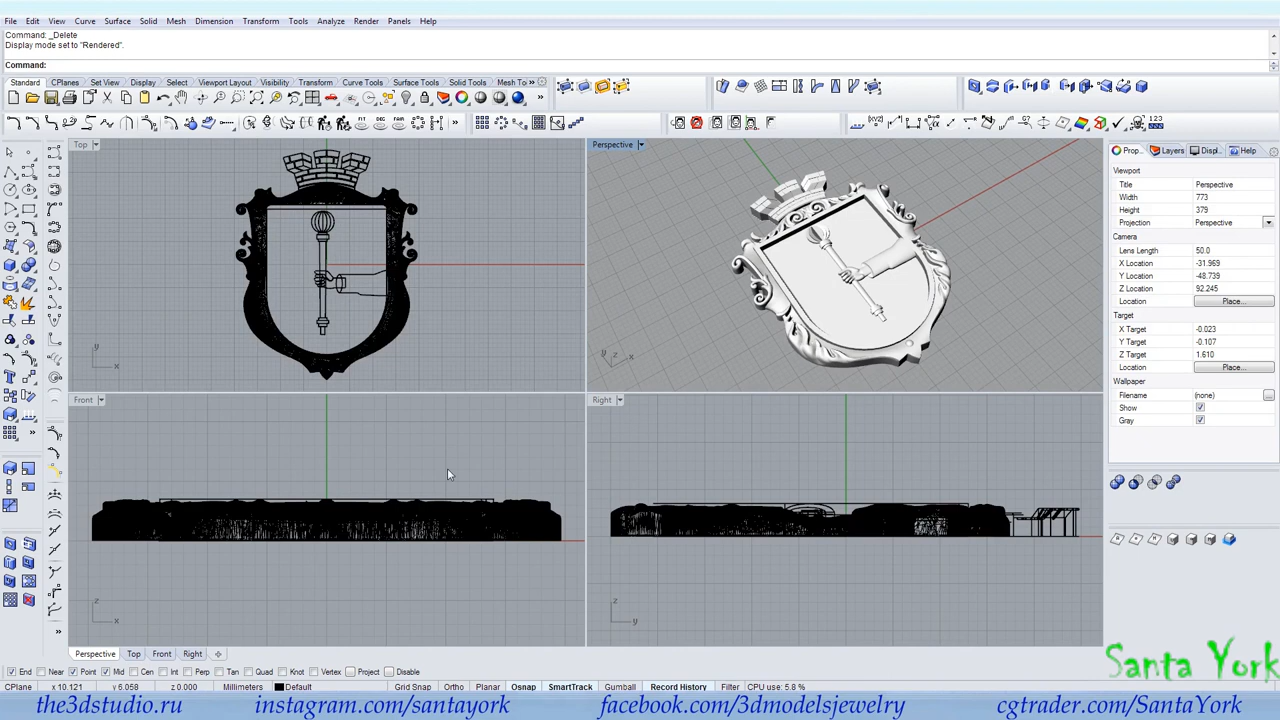 File Edit View Curve Surface Solid Mesh Dimension Transform Tools Analyze Render Panels Help
Command: _Delete
Display mode set to "Rendered".
Command:
Standard CPlanes Set View Display Select Viewport Layout Visibility Transform Curve Tools Surface Tools Solid Tools Mesh To
Top
Perspective
Front
Right
y
x
z
x
y
z
x
z
y
Prop...
Layers
Displ...
Help
Viewport
Title Perspective
Width 773
Height 379
Projection Perspective
Camera
Lens Length 50.0
X Location -31.969
Y Location -48.739
Z Location 92.245
Location Place...
Target
X Target -0.023
Y Target -0.107
Z Target 1.610
Location Place...
Wallpaper
Filename (none) ...
Show
Gray
Perspective Top Front Right
End Near Point Mid Cen Int Perp Tan Quad Knot Vertex Project Disable
CPlane x 10.121 y 6.058 z 0.000 Millimeters Default Grid Snap Ortho Planar Osnap SmartTrack Gumball Record History Filter CPU use: 5.8 %
Santa York
the3dstudio.ru instagram.com/santayork facebook.com/3dmodelsjewelry cgtrader.com/SantaYork